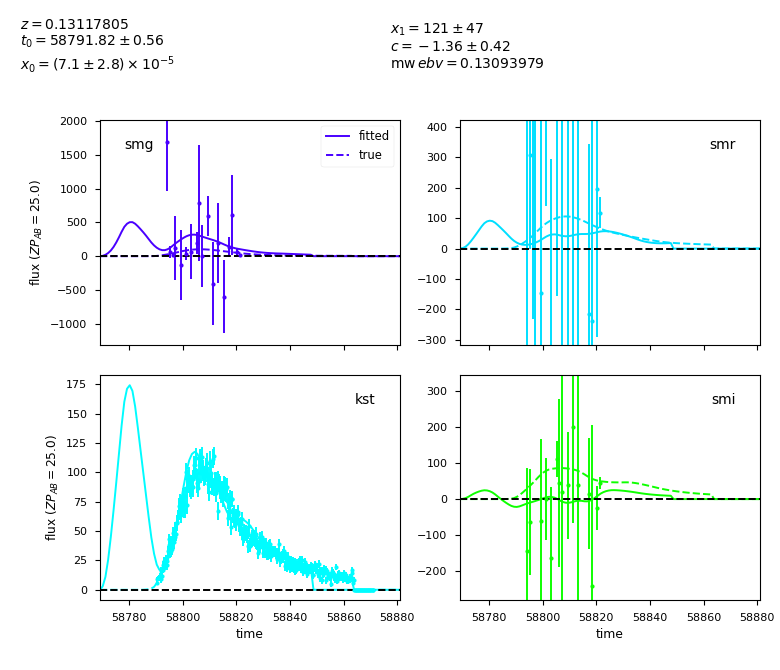 z = 0.13117805
t₀ = 58791.82 ± 0.56
x₀ = (7.1 ± 2.8) × 10⁻⁵
x₁ = 121 ± 47
c = −1.36 ± 0.42
mw ebv = 0.13093979
2000
1500
1000
500
0
−500
−1000
flux (ZP_AB = 25.0)
smg
fitted
true
400
300
200
100
0
−100
−200
−300
smr
175
150
125
100
75
50
25
0
flux (ZP_AB = 25.0)
kst
58780
58800
58820
58840
58860
58880
time
300
200
100
0
−100
−200
smi
58780
58800
58820
58840
58860
58880
time